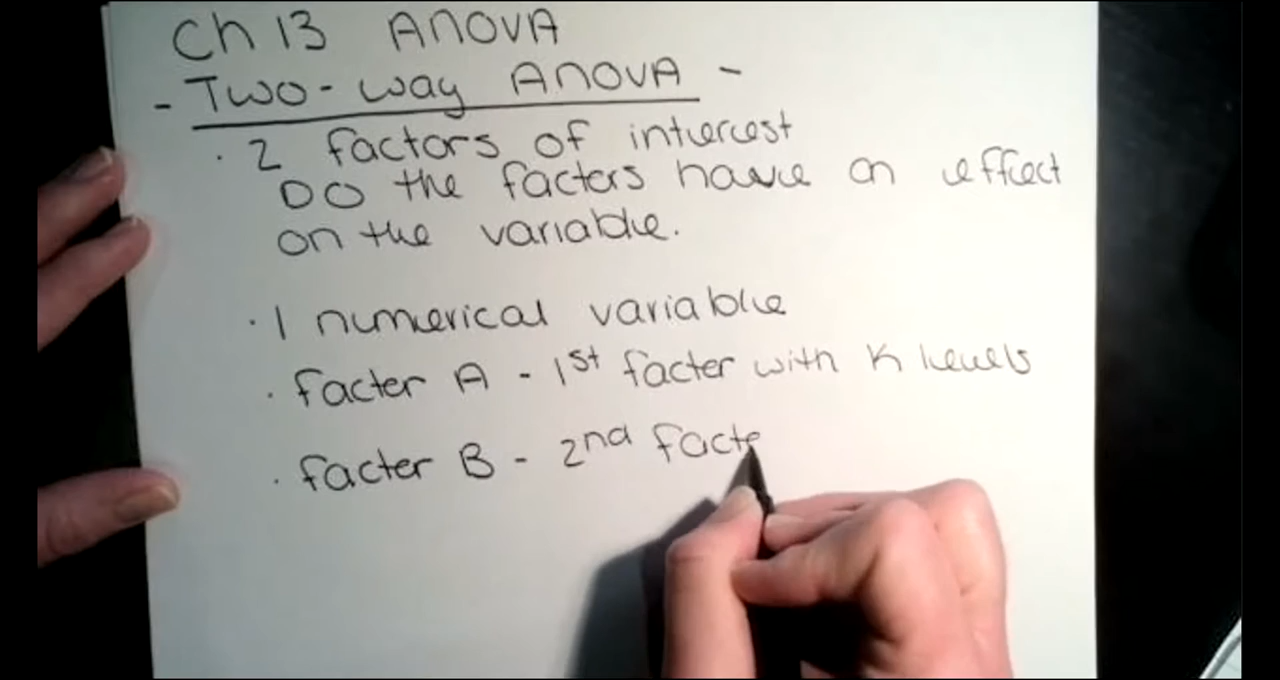 Ch 13 ANOVA
- Two-way ANOVA -
· 2 factors of interest
Do the factors have an effect
on the variable.
· 1 numerical variable
· facter A - 1st facter with K levels
· facter B - 2nd facte